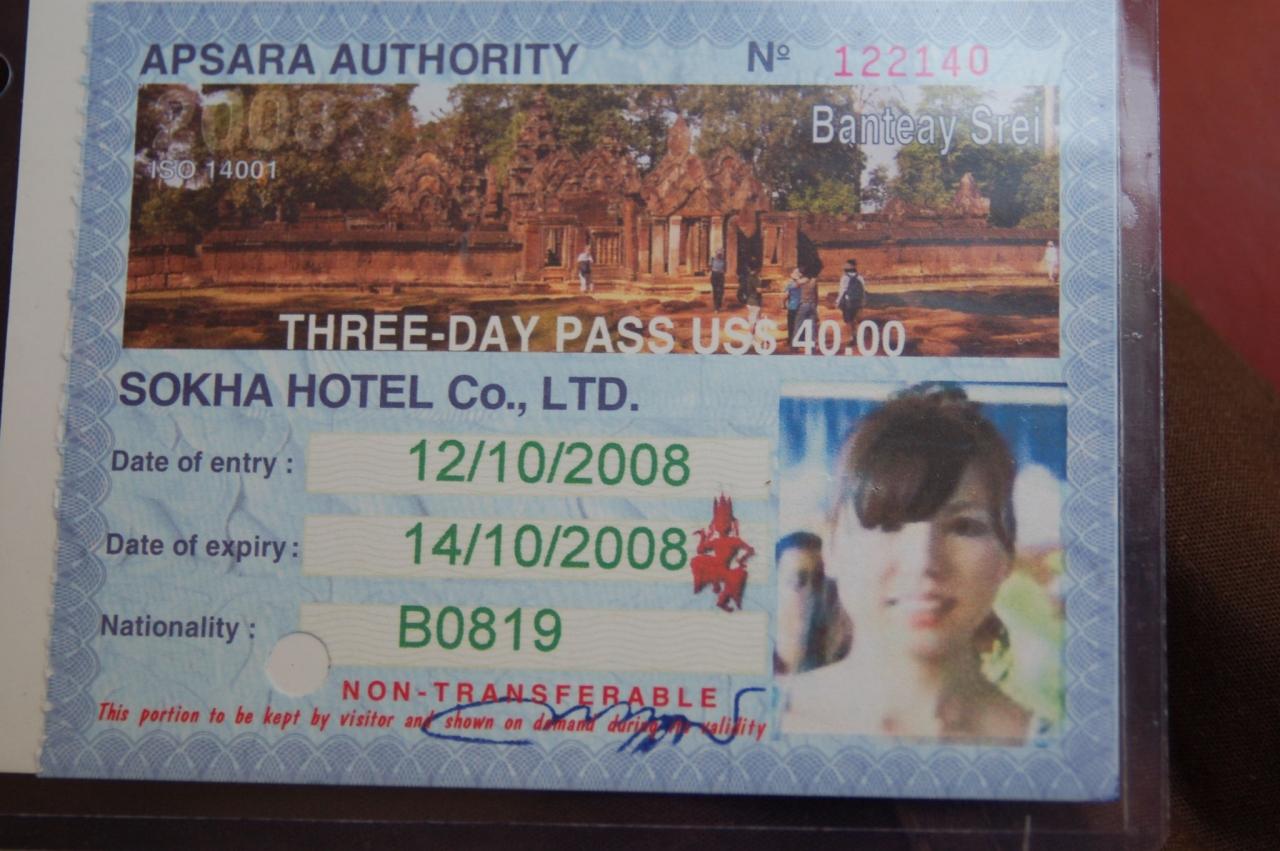 APSARA AUTHORITY Nº 122140
2008
Banteay Srei
ISO 14001
THREE-DAY PASS US$ 40.00
SOKHA HOTEL Co., LTD.
Date of entry : 12/10/2008
Date of expiry : 14/10/2008
Nationality : B0819
NON-TRANSFERABLE
This portion to be kept by visitor and shown on demand during the validity